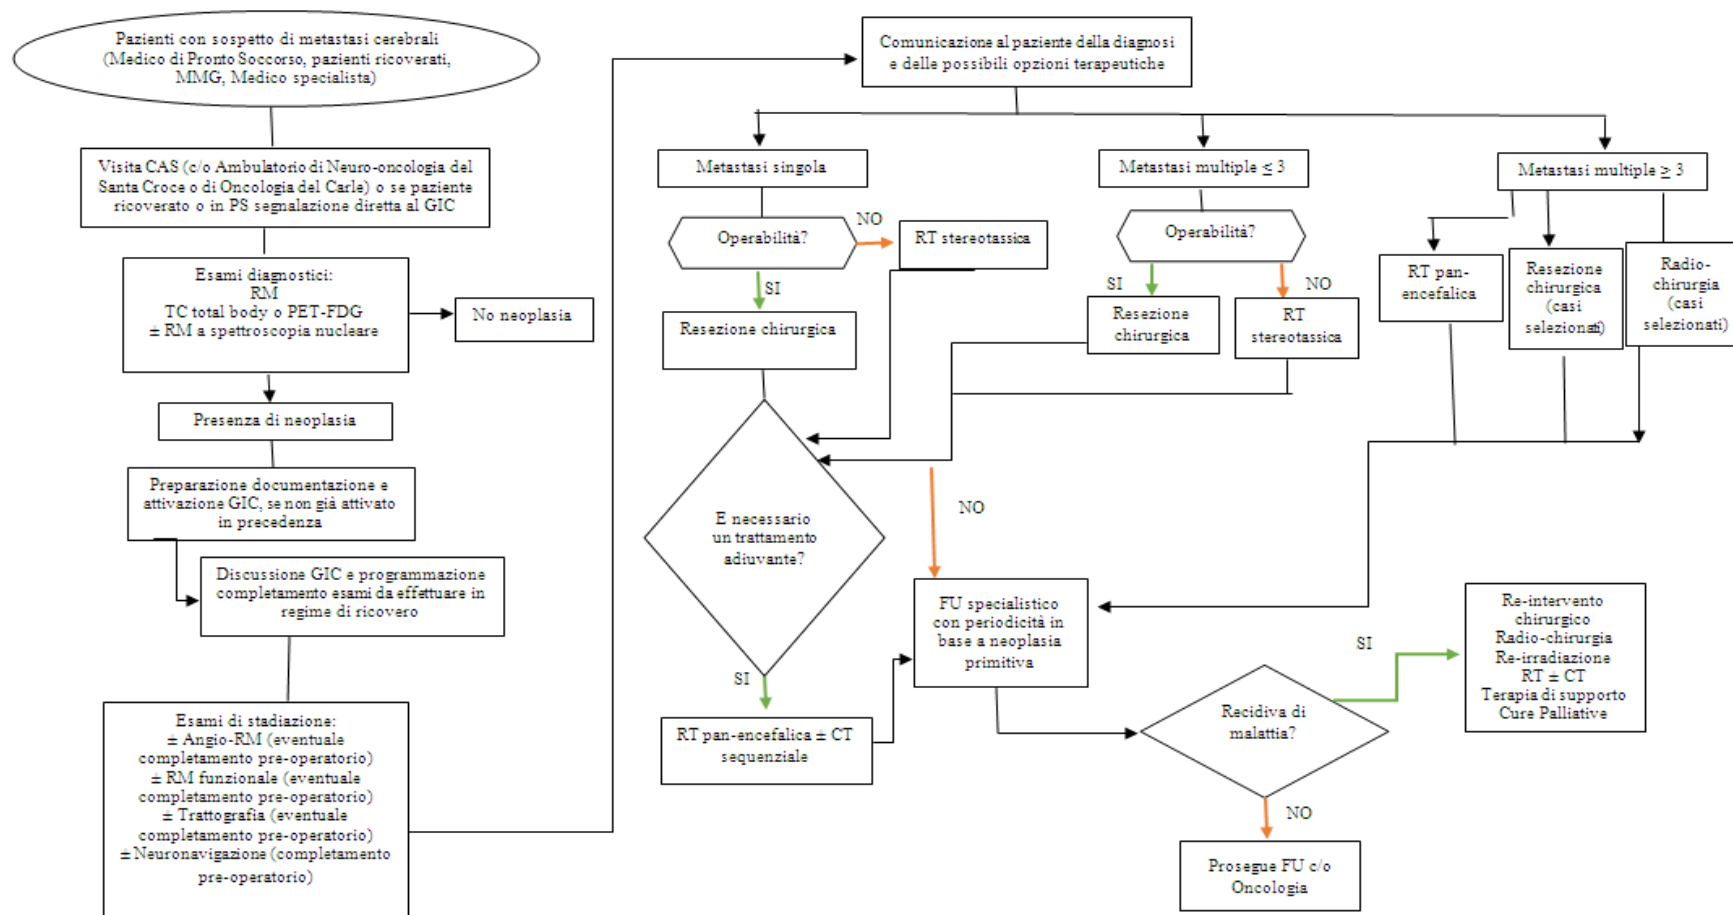 Pazienti con sospetto di metastasi cerebrali
(Medico di Pronto Soccorso, pazienti ricoverati,
MMG, Medico specialista)
Visita CAS (c/o Ambulatorio di Neuro-oncologia del
Santa Croce o di Oncologia del Carle) o se paziente
ricoverato o in PS segnalazione diretta al GIC
Esami diagnostici:
RM
TC total body o PET-FDG
± RM a spettroscopia nucleare
No neoplasia
Presenza di neoplasia
Preparazione documentazione e
attivazione GIC, se non già attivato
in precedenza
Discussione GIC e programmazione
completamento esami da effettuare in
regime di ricovero
Esami di stadiazione:
± Angio-RM (eventuale
completamento pre-operatorio)
± RM funzionale (eventuale
completamento pre-operatorio)
± Trattografia (eventuale
completamento pre-operatorio)
± Neuronavigazione (completamento
pre-operatorio)
Comunicazione al paziente della diagnosi
e delle possibili opzioni terapeutiche
Metastasi singola
Operabilità?
NO
RT stereotassica
SI
Resezione chirurgica
Metastasi multiple ≤ 3
Operabilità?
SI
NO
Resezione
chirurgica
RT
stereotassica
Metastasi multiple ≥ 3
RT pan-
encefalica
Resezione
chirurgica
(casi
selezionati)
Radio-
chirurgia
(casi
selezionati)
E necessario
un trattamento
adiuvante?
NO
SI
RT pan-encefalica ± CT
sequenziale
FU specialistico
con periodicità in
base a neoplasia
primitiva
Recidiva di
malattia?
SI
Re-intervento
chirurgico
Radio-chirurgia
Re-irradiazione
RT ± CT
Terapia di supporto
Cure Palliative
NO
Prosegue FU c/o
Oncologia